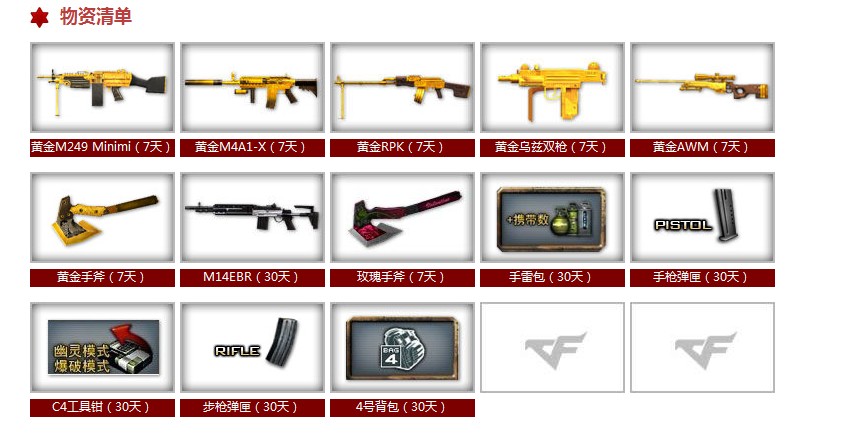 物资清单
黄金M249 Minimi（7天）
黄金M4A1-X（7天）
黄金RPK（7天）
黄金乌兹双枪（7天）
黄金AWM（7天）
+携带数
PISTOL
黄金手斧（7天）
M14EBR（30天）
玫瑰手斧（7天）
手雷包（30天）
手枪弹匣（30天）
幽灵模式
爆破模式
RIFLE
BAG
4
CF
CF
C4工具钳（30天）
步枪弹匣（30天）
4号背包（30天）